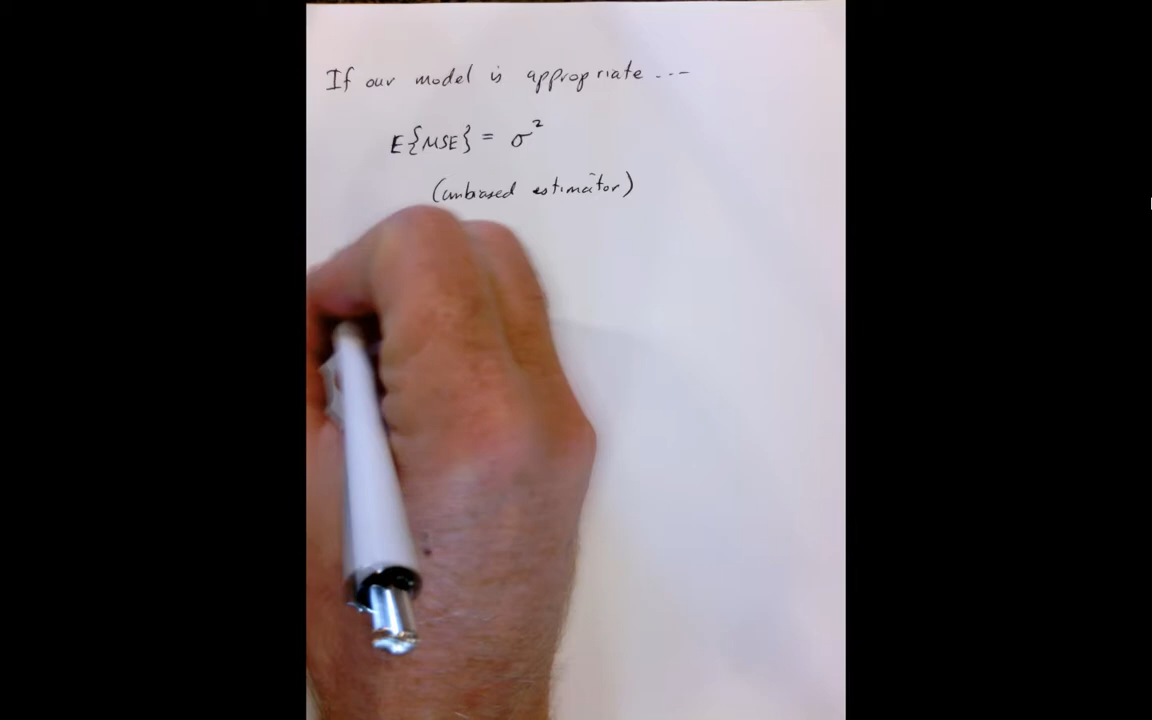 If our model is appropriate ---
E{MSE} = σ²
(unbiased estimator)